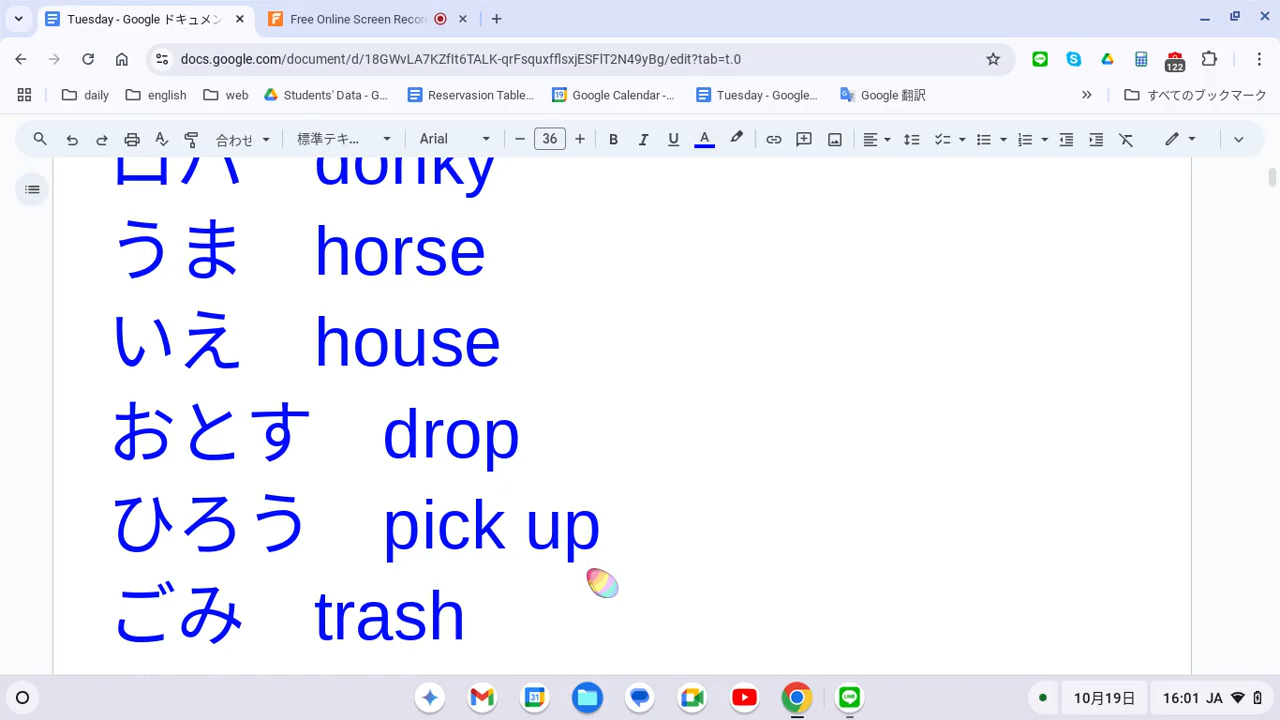 Tuesday - Google ドキュメン
Free Online Screen Recor
docs.google.com/document/d/
/edit?tab=t.0
daily
english
web
Students' Data - G...
Reservasion Table...
Google Calendar -...
Tuesday - Google...
Google 翻訳
すべてのブックマーク
122
合わせ
標準テキ...
Arial
36
ロバ donky
うま horse
いえ house
おとす drop
ひろう pick up
ごみ trash
10月19日
16:01 JA